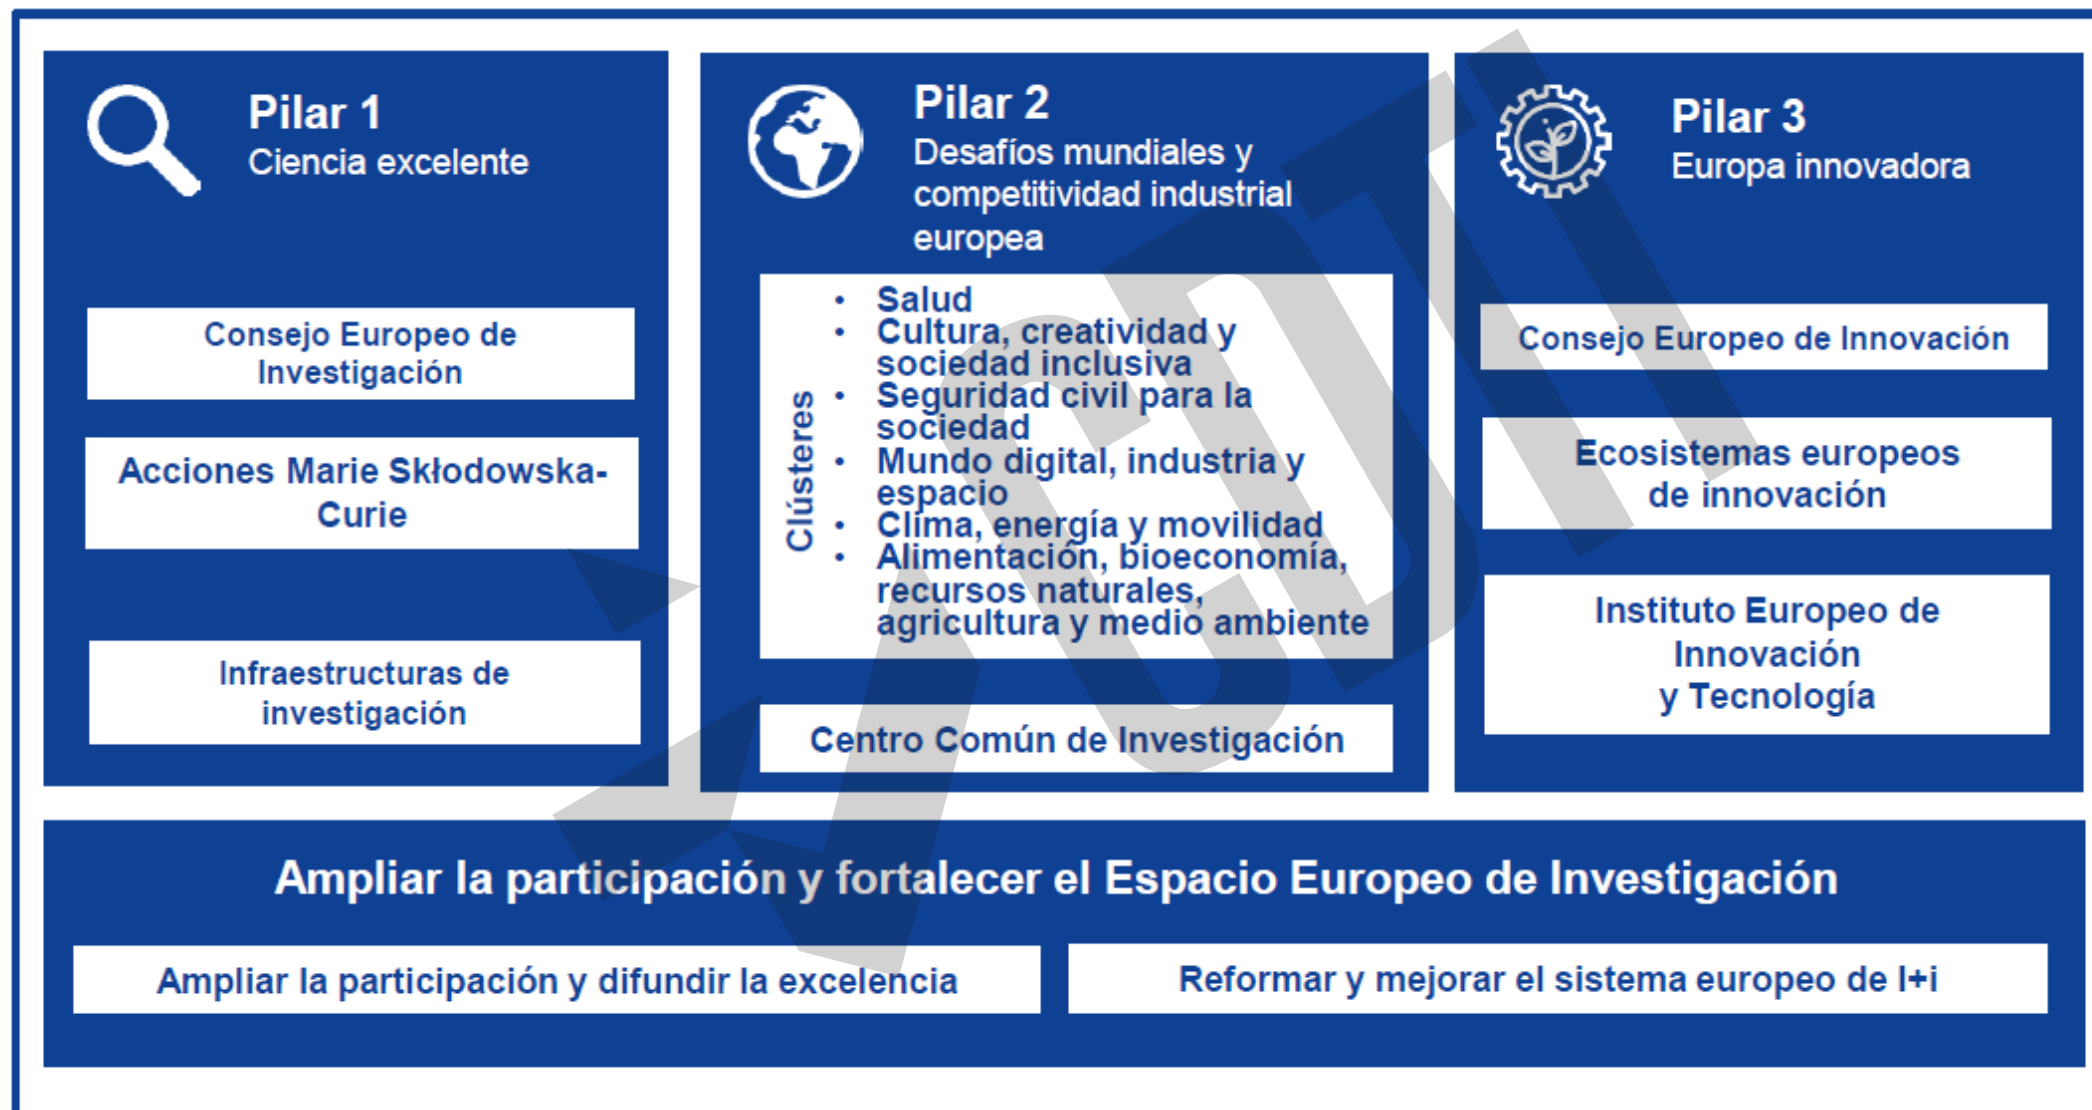 Pilar 1
Ciencia excelente
Consejo Europeo de
Investigación
Acciones Marie Skłodowska-
Curie
Infraestructuras de
investigación
Pilar 2
Desafíos mundiales y
competitividad industrial
europea
Clústeres
• Salud
• Cultura, creatividad y
sociedad inclusiva
• Seguridad civil para la
sociedad
• Mundo digital, industria y
espacio
• Clima, energía y movilidad
• Alimentación, bioeconomía,
recursos naturales,
agricultura y medio ambiente
Centro Común de Investigación
Pilar 3
Europa innovadora
Consejo Europeo de Innovación
Ecosistemas europeos
de innovación
Instituto Europeo de
Innovación
y Tecnología
Ampliar la participación y fortalecer el Espacio Europeo de Investigación
Ampliar la participación y difundir la excelencia
Reformar y mejorar el sistema europeo de I+i
CDTI